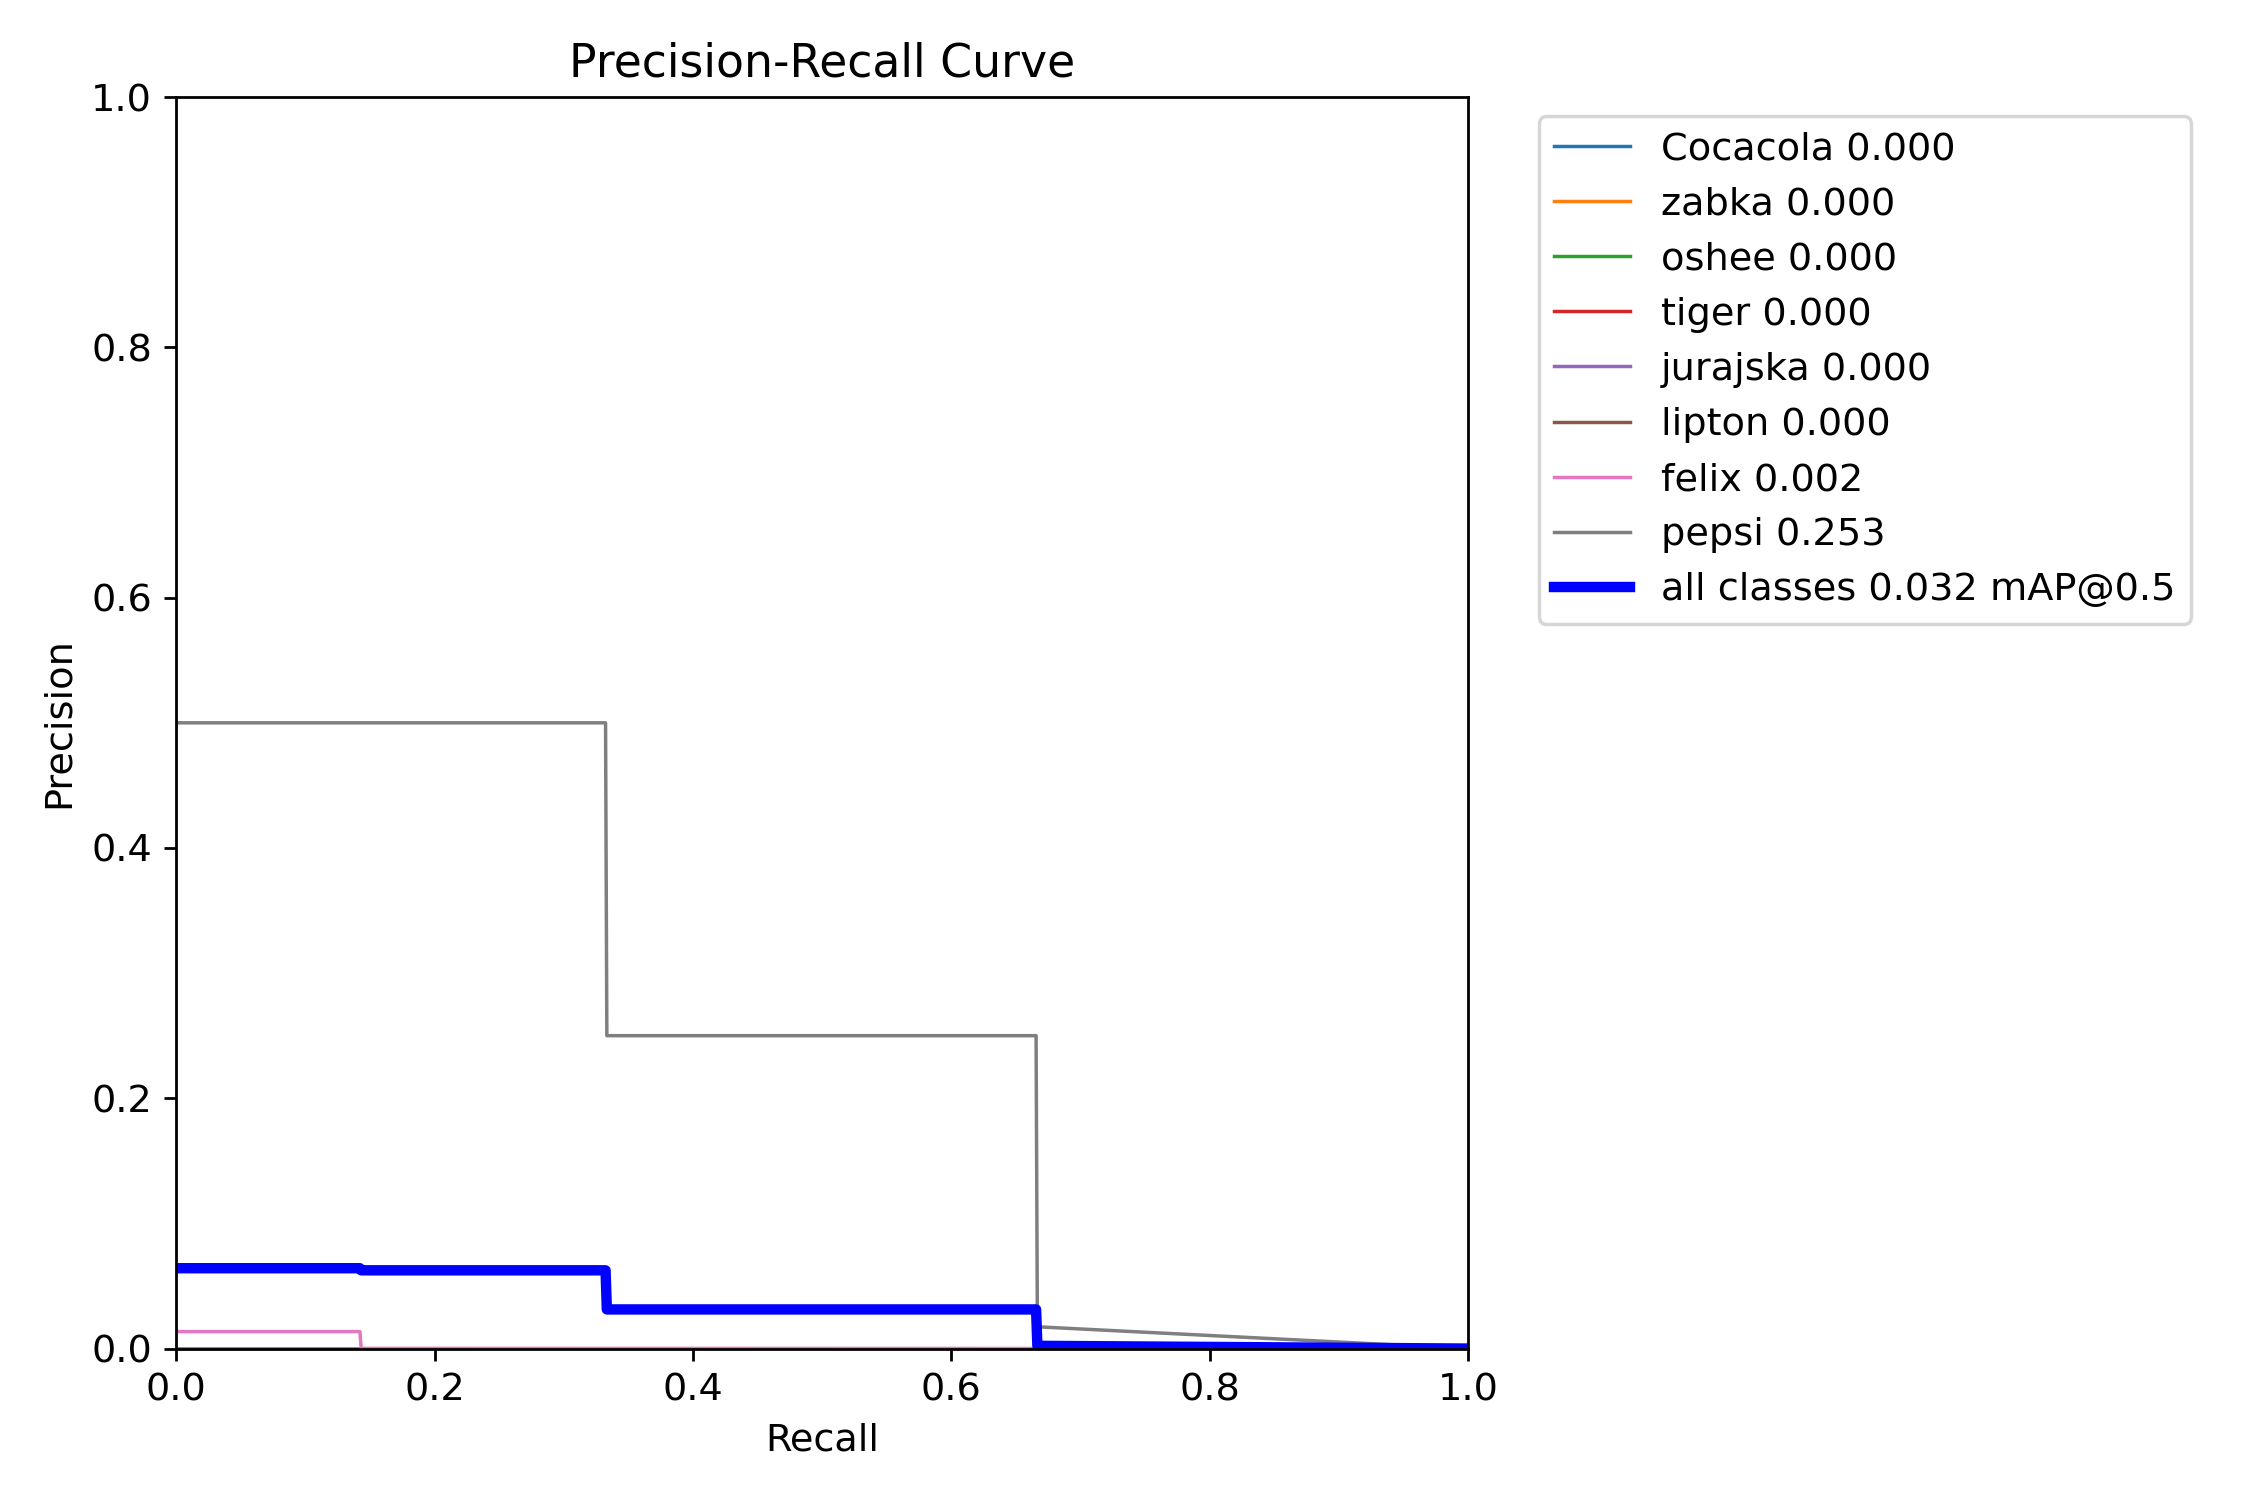 Precision-Recall Curve
1.0
0.8
0.6
0.4
0.2
0.0
Precision
0.0 0.2 0.4 0.6 0.8 1.0
Recall
Cocacola 0.000
zabka 0.000
oshee 0.000
tiger 0.000
jurajska 0.000
lipton 0.000
felix 0.002
pepsi 0.253
all classes 0.032 mAP@0.5